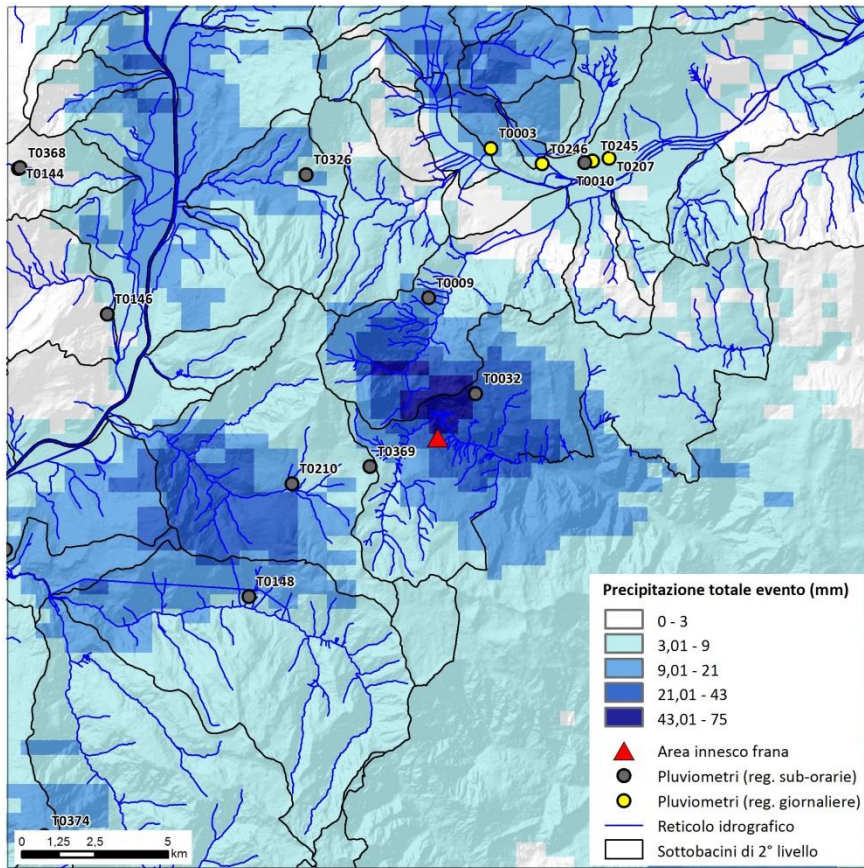 T0003
T0368
T0144
T0326
T0246
T0245
T0207
T0010
T0009
T0146
T0032
T0369
T0210
T0148
T0374
Precipitazione totale evento (mm)
0 - 3
3,01 - 9
9,01 - 21
21,01 - 43
43,01 - 75
Area innesco frana
Pluviometri (reg. sub-orarie)
Pluviometri (reg. giornaliere)
Reticolo idrografico
Sottobacini di 2° livello
0 1,25 2,5 5
km